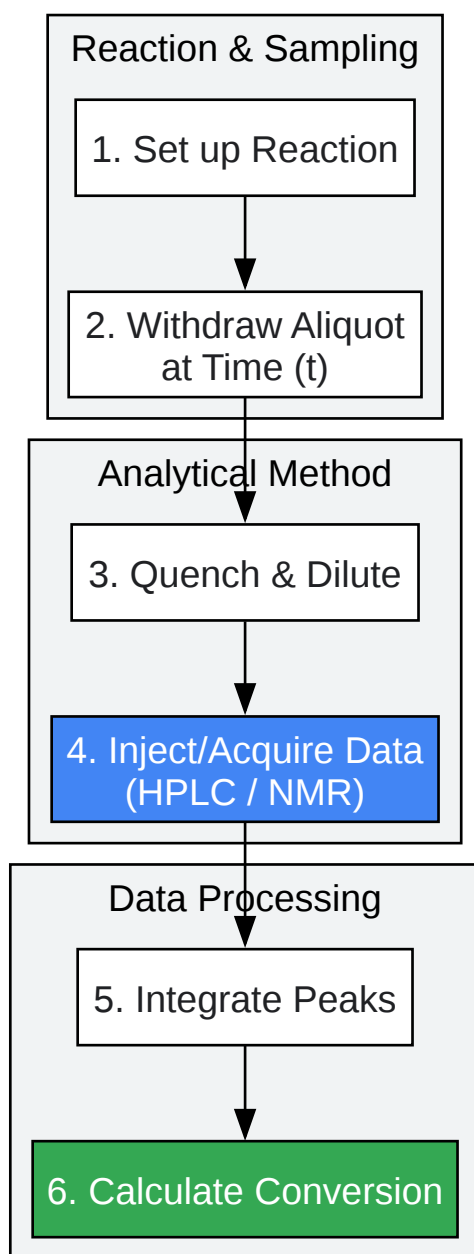 Reaction & Sampling
1. Set up Reaction
2. Withdraw Aliquot
at Time (t)
Analytical Method
3. Quench & Dilute
4. Inject/Acquire Data
(HPLC / NMR)
Data Processing
5. Integrate Peaks
6. Calculate Conversion